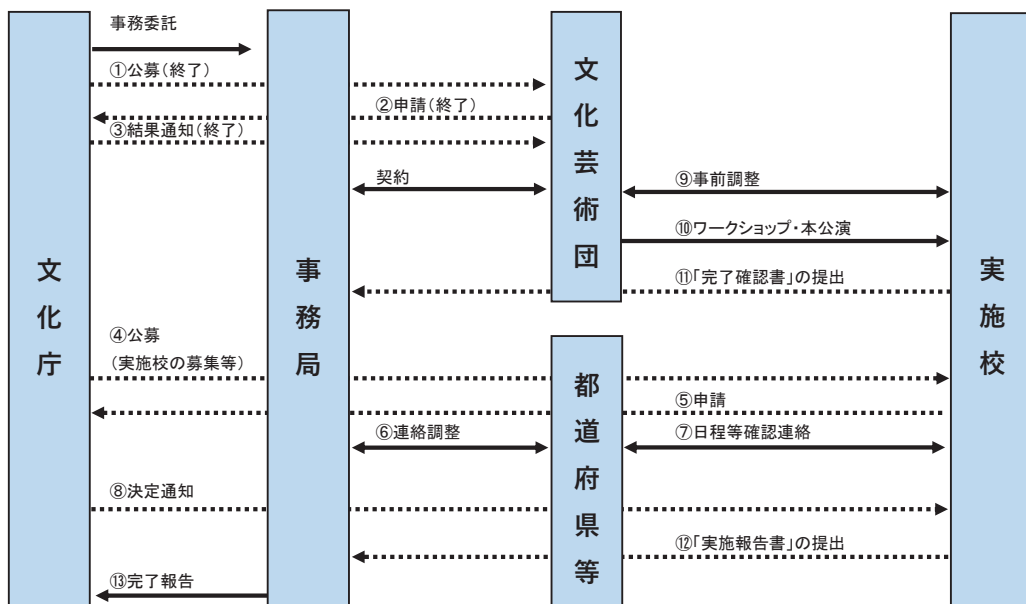 事務委託
①公募(終了)
②申請(終了)
③結果通知(終了)
契約
⑨事前調整
⑩ワークショップ・本公演
⑪「完了確認書」の提出
文化庁
事務局
文化芸術団
実施校
④公募
(実施校の募集等)
⑤申請
⑥連絡調整
⑦日程等確認連絡
都道府県等
⑧決定通知
⑫「実施報告書」の提出
⑬完了報告